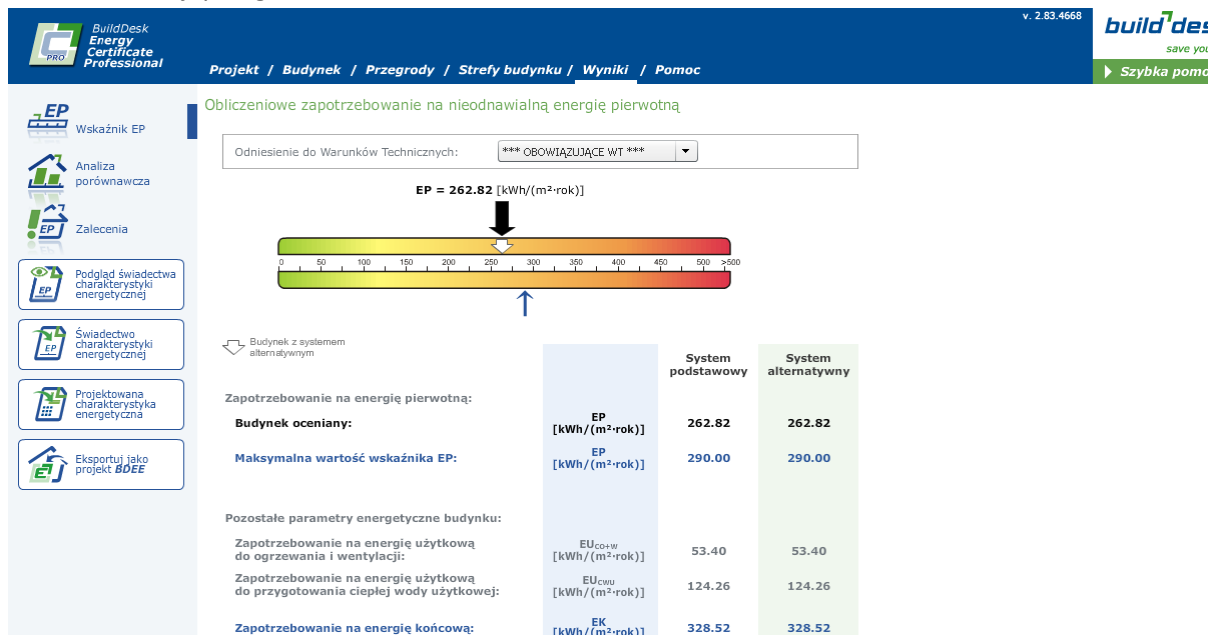 v. 2.83.4668
BuildDesk
Energy
Certificate
Professional
PRO
build desk
save you
Projekt / Budynek / Przegrody / Strefy budynku / Wyniki / Pomoc
Szybka pomo
EP
Wskaźnik EP
Analiza
porównawcza
EP
Zalecenia
EP
Podgląd świadectwa
charakterystyki
energetycznej
EP
Świadectwo
charakterystyki
energetycznej
Projektowana
charakterystyka
energetyczna
E
Eksportuj jako
projekt BDEE
Obliczeniowe zapotrzebowanie na nieodnawialną energię pierwotną
Odniesienie do Warunków Technicznych: *** OBOWIĄZUJĄCE WT ***
EP = 262.82 [kWh/(m²·rok)]
0 50 100 150 200 250 300 350 400 450 500 >500
Budynek z systemem
alternatywnym
System
podstawowy
System
alternatywny
Zapotrzebowanie na energię pierwotną:
Budynek oceniany: EP [kWh/(m²·rok)] 262.82 262.82
Maksymalna wartość wskaźnika EP: EP [kWh/(m²·rok)] 290.00 290.00
Pozostałe parametry energetyczne budynku:
Zapotrzebowanie na energię użytkową
do ogrzewania i wentylacji:
EUco+w
[kWh/(m²·rok)]
53.40 53.40
Zapotrzebowanie na energię użytkową
do przygotowania ciepłej wody użytkowej:
EUcwu
[kWh/(m²·rok)]
124.26 124.26
Zapotrzebowanie na energię końcową: EK [kWh/(m²·rok)] 328.52 328.52